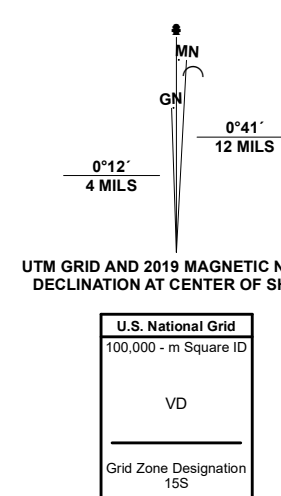 MN
GN
0°41´
12 MILS
0°12´
4 MILS
UTM GRID AND 2019 MAGNETIC N
DECLINATION AT CENTER OF SH
U.S. National Grid
100,000 - m Square ID
VD
Grid Zone Designation
15S